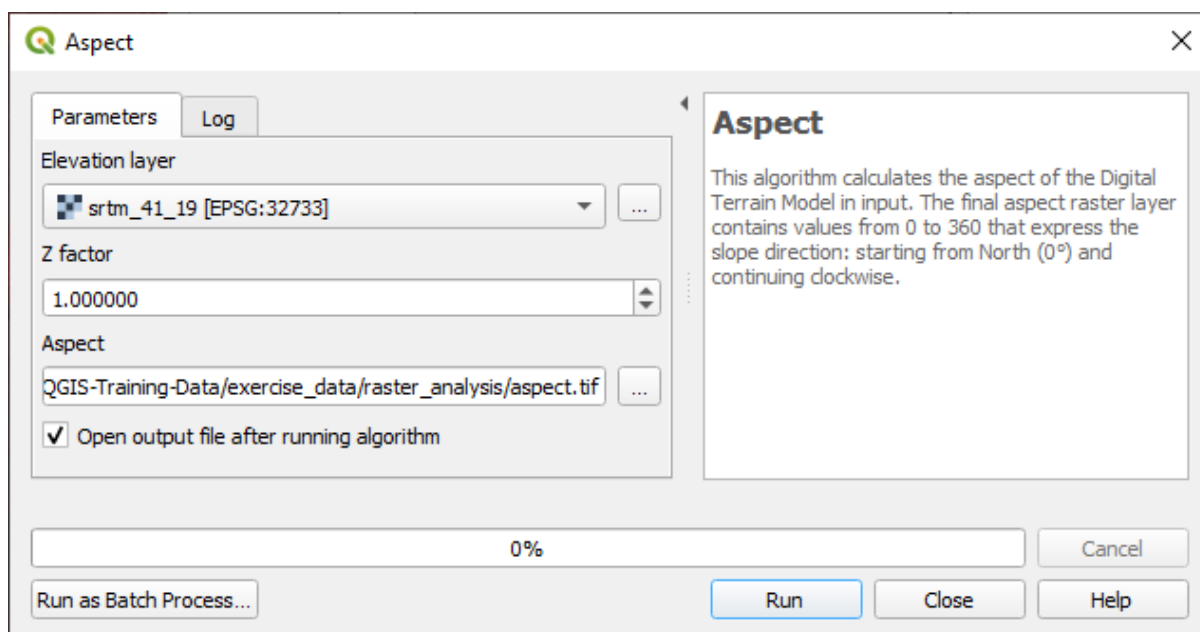 Aspect
Parameters
Log
Elevation layer
srtm_41_19 [EPSG:32733]
...
Z factor
1.000000
Aspect
QGIS-Training-Data/exercise_data/raster_analysis/aspect.tif
...
Open output file after running algorithm
Aspect
This algorithm calculates the aspect of the Digital
Terrain Model in input. The final aspect raster layer
contains values from 0 to 360 that express the
slope direction: starting from North (0°) and
continuing clockwise.
0%
Cancel
Run as Batch Process...
Run
Close
Help